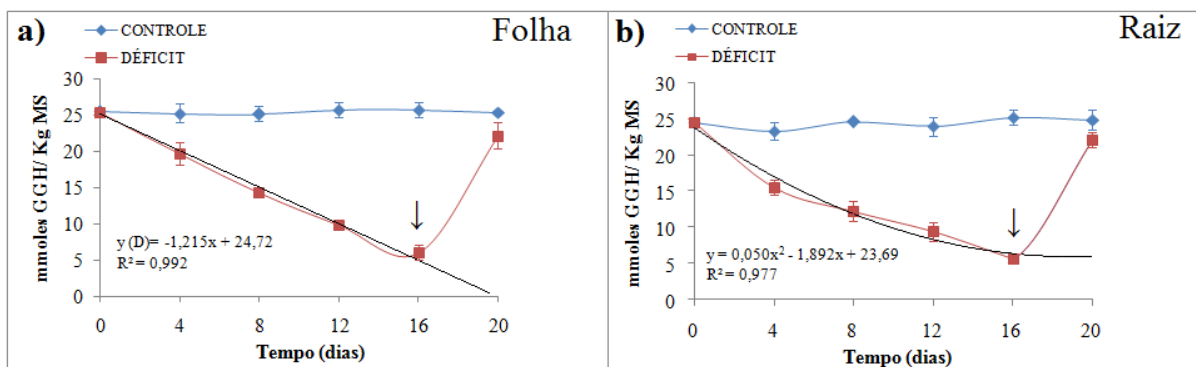 a)
Folha
CONTROLE
DÉFICIT
mmoles GGH/ Kg MS
30
25
20
15
10
5
0
y (D)= -1,215x + 24,72
R² = 0,992
0 4 8 12 16 20
Tempo (dias)
b)
Raiz
CONTROLE
DÉFICIT
mmoles GGH/ Kg MS
30
25
20
15
10
5
0
y = 0,050x² - 1,892x + 23,69
R² = 0,977
0 4 8 12 16 20
Tempo (dias)